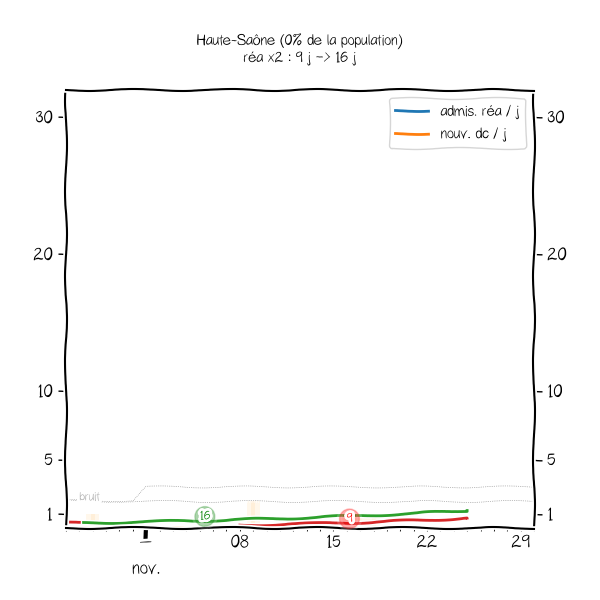 Haute-Saône (0% de la population)
réa x2 : 9 j -> 16 j
admis. réa / j
nouv. dc / j
30
30
20
20
10
10
5
5
bruit
1
16
9
1
1
08
15
22
29
nov.